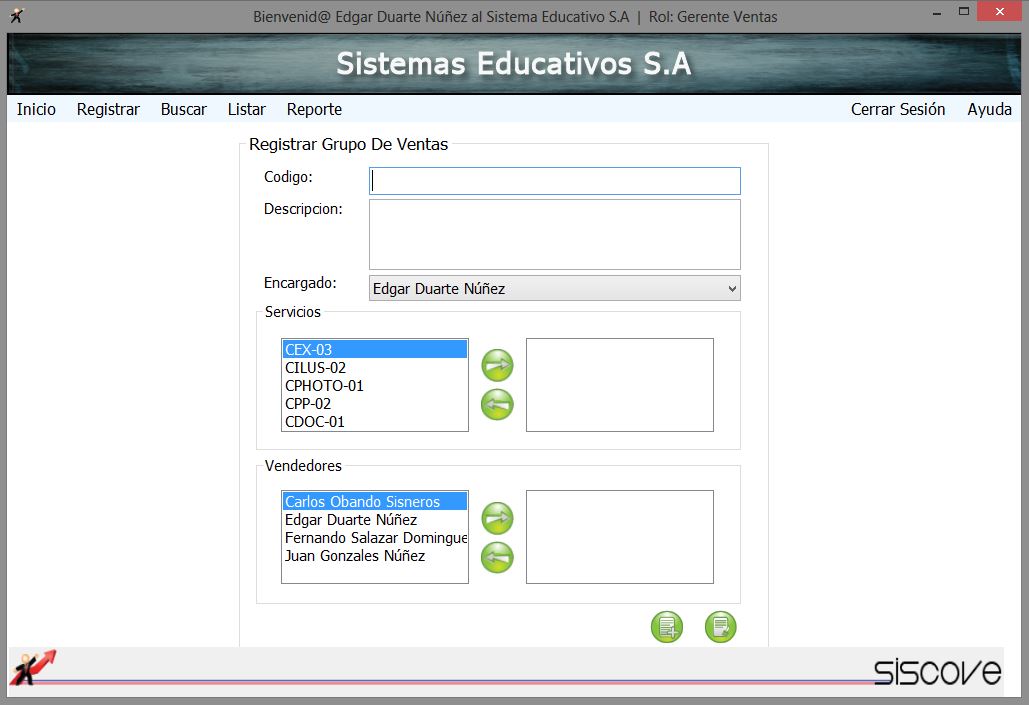 Bienvenid@ Edgar Duarte Núñez al Sistema Educativo S.A | Rol: Gerente Ventas
Sistemas Educativos S.A
Inicio Registrar Buscar Listar Reporte Cerrar Sesión Ayuda
Registrar Grupo De Ventas
Codigo:
Descripcion:
Encargado: Edgar Duarte Núñez
Servicios
CEX-03
CILUS-02
CPHOTO-01
CPP-02
CDOC-01
Vendedores
Carlos Obando Sisneros
Edgar Duarte Núñez
Fernando Salazar Domingue
Juan Gonzales Núñez
siscove